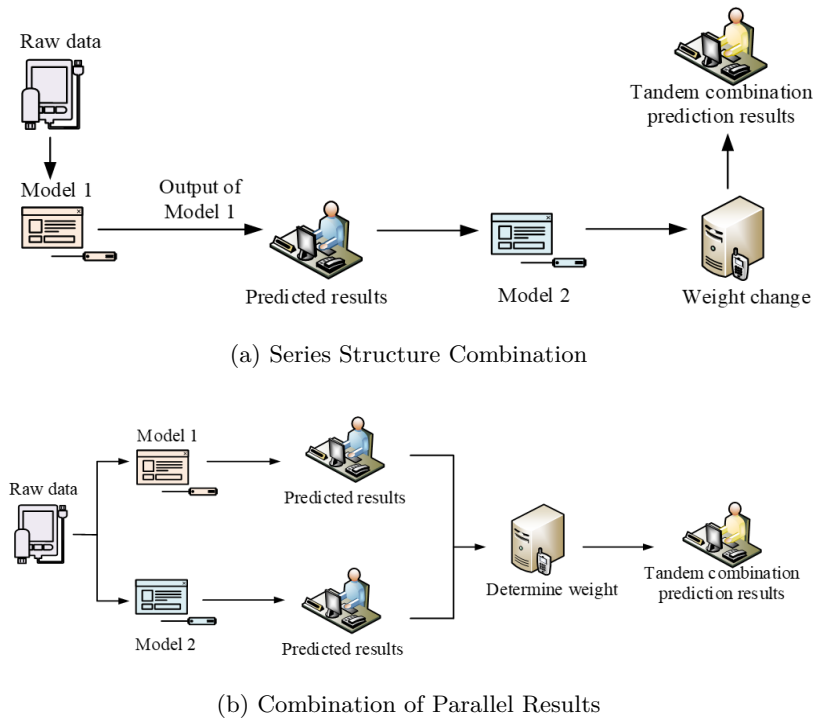 Raw data
Model 1
Output of
Model 1
Predicted results
Model 2
Weight change
Tandem combination
prediction results
(a) Series Structure Combination
Raw data
Model 1
Predicted results
Model 2
Predicted results
Determine weight
Tandem combination
prediction results
(b) Combination of Parallel Results